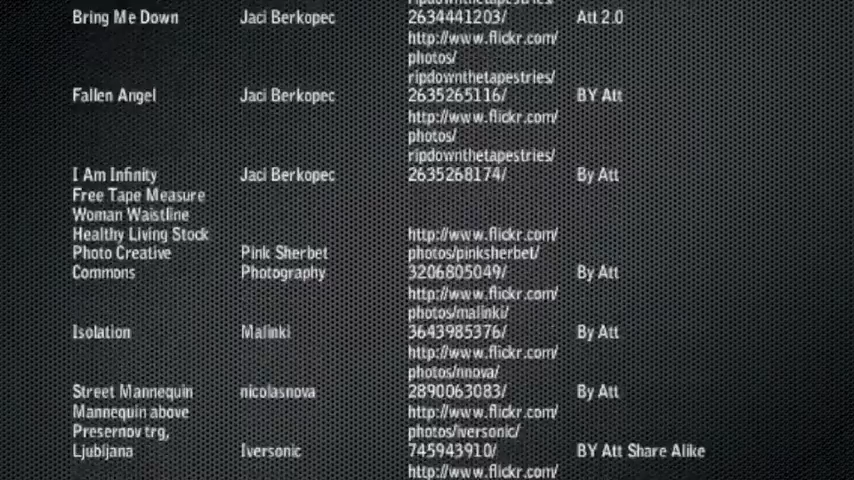 ripdownthetapestries/
Bring Me Down Jaci Berkopec 2634441203/ Att 2.0
http://www.flickr.com/
photos/
ripdownthetapestries/
Fallen Angel Jaci Berkopec 2635265116/ BY Att
http://www.flickr.com/
photos/
ripdownthetapestries/
I Am Infinity Jaci Berkopec 2635268174/ By Att
Free Tape Measure
Woman Waistline
Healthy Living Stock http://www.flickr.com/
Photo Creative Pink Sherbet photos/pinksherbet/
Commons Photography 3206805049/ By Att
http://www.flickr.com/
photos/malinki/
Isolation Malinki 3643985376/ By Att
http://www.flickr.com/
photos/nnova/
Street Mannequin nicolasnova 2890063083/ By Att
Mannequin above http://www.flickr.com/
Presernov trg, photos/iversonic/
Ljubljana Iversonic 745943910/ BY Att Share Alike
http://www.flickr.com/